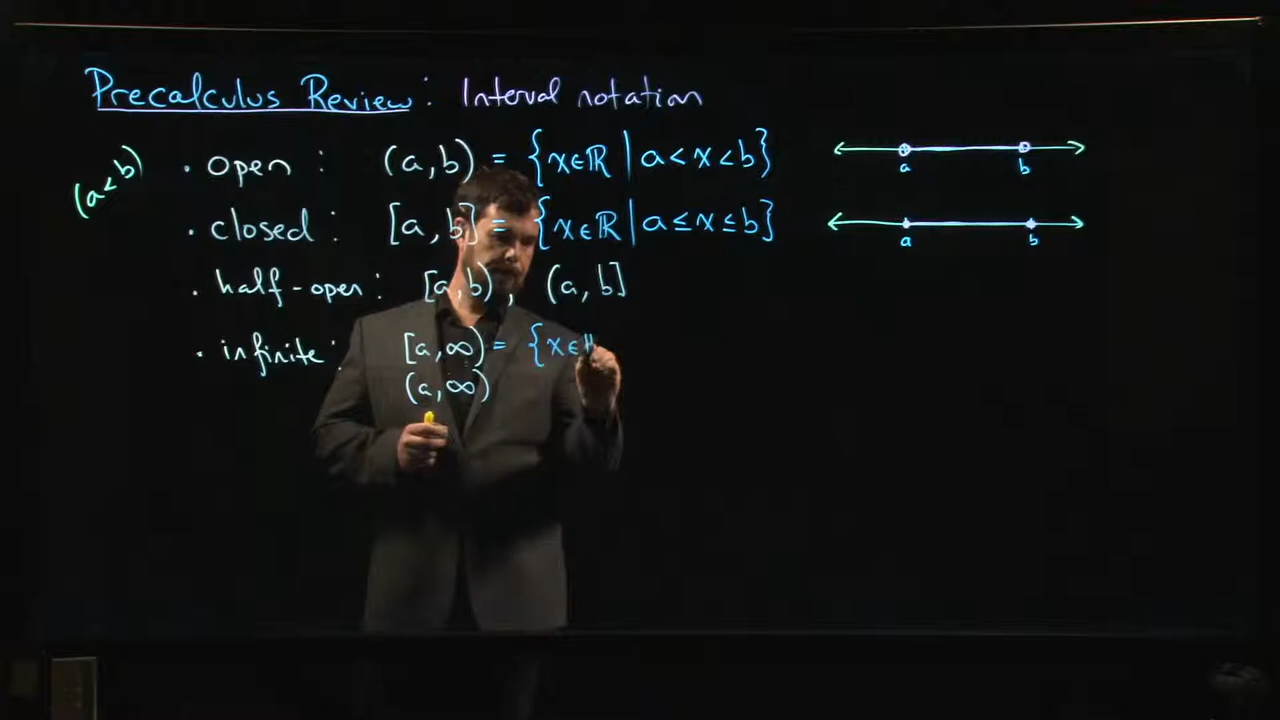 Precalculus Review: Interval notation
(a<b)
· open : (a,b) = {x∈ℝ | a<x<b}
a b
· closed : [a,b] = {x∈ℝ | a≤x≤b}
a b
· half-open : [a,b), (a,b]
· infinite : [a,∞) = {x∈
(a,∞)